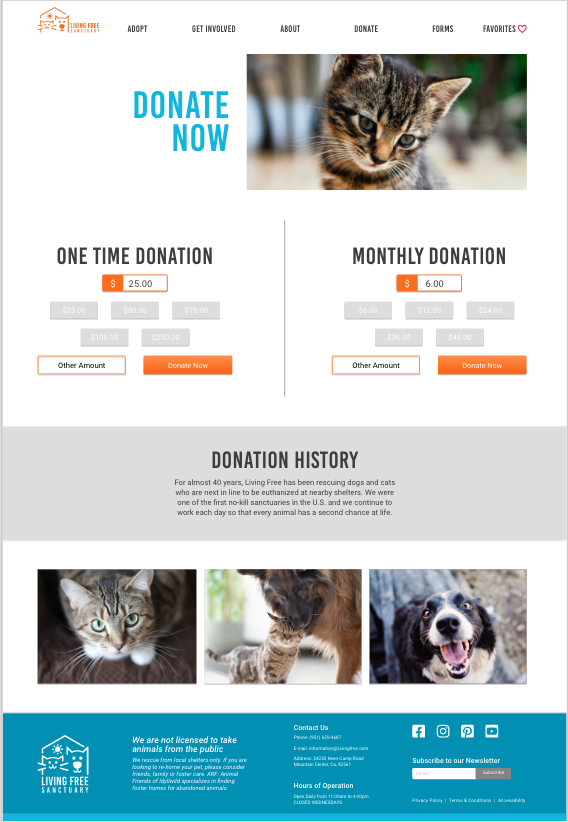 LIVING FREE
SANCTUARY
ADOPT
GET INVOLVED
ABOUT
DONATE
FORMS
FAVORITES
DONATE
NOW
ONE TIME DONATION
$ 25.00
$25.00
$50.00
$75.00
$100.00
$250.00
Other Amount
Donate Now
MONTHLY DONATION
$ 6.00
$6.00
$12.00
$24.00
$36.00
$48.00
Other Amount
Donate Now
DONATION HISTORY
For almost 40 years, Living Free has been rescuing dogs and cats
who are next in line to be euthanized at nearby shelters. We were
one of the first no-kill sanctuaries in the U.S. and we continue to
work each day so that every animal has a second chance at life.
LIVING FREE
SANCTUARY
We are not licensed to take
animals from the public
We rescue from local shelters only. If you are
looking to re-home your pet, please consider
friends, family or foster care. ARF: Animal
Friends of Idyllwild specializes in finding
foster homes for abandoned animals.
Contact Us
Phone: (951) 659-4687
E-mail: information@Livingfree.com
Address: 54250 Keen Camp Road
Mountain Center, Ca, 92561
Hours of Operation
Open Daily from 11:00am to 4:00pm
CLOSED WEDNESDAYS
Subscribe to our Newsletter
Email
Subscribe
Privacy Policy | Terms & Conditions | Accessibility